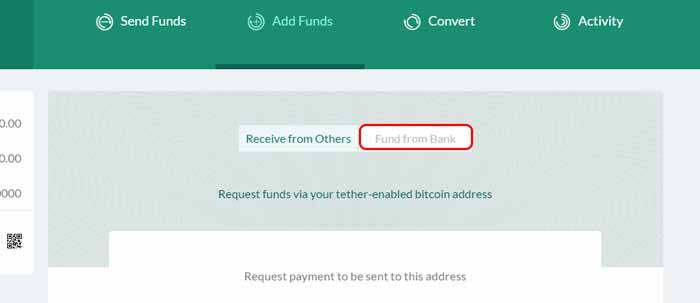 Send Funds
Add Funds
Convert
Activity
0.00
0.00
0000
Receive from Others
Fund from Bank
Request funds via your tether-enabled bitcoin address
Request payment to be sent to this address